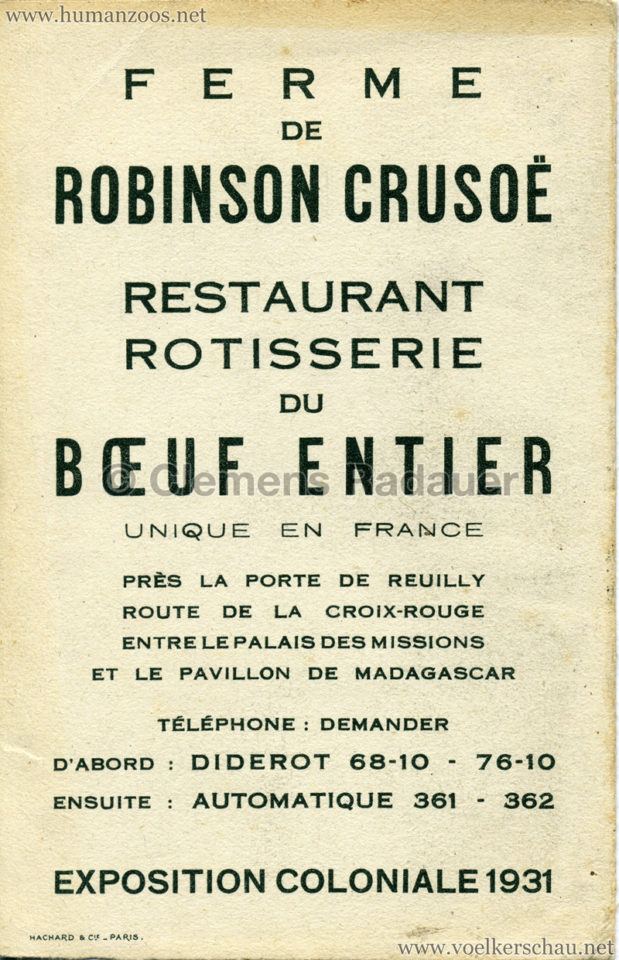 www.humanzoos.net
FERME
DE
ROBINSON CRUSOË
RESTAURANT
ROTISSERIE
DU
BŒUF ENTIER
© Clemens Radauer
UNIQUE EN FRANCE
PRÈS LA PORTE DE REUILLY
ROUTE DE LA CROIX-ROUGE
ENTRE LE PALAIS DES MISSIONS
ET LE PAVILLON DE MADAGASCAR
TÉLÉPHONE : DEMANDER
D'ABORD : DIDEROT 68-10 - 76-10
ENSUITE : AUTOMATIQUE 361 - 362
EXPOSITION COLONIALE 1931
HACHARD & Cie - PARIS.
www.voelkerschau.net